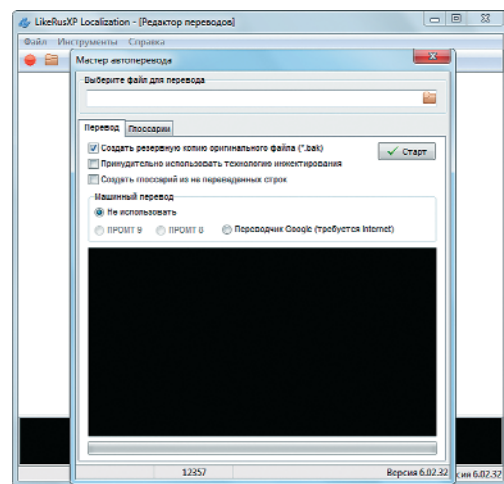 LikeRusXP Localization - [Редактор переводов]
Файл Инструменты Справка
Мастер автоперевода
Выберите файл для перевода
Перевод Глоссарии
Создать резервную копию оригинального файла (*.bak)
Старт
Принудительно использовать технологию инжектирования
Создать глоссарий из не переведенных строк
Машинный перевод
Не использовать
ПРОМТ 9 ПРОМТ 8 Переводчик Google (требуется Internet)
12357 Версия 6.02.32
сия 6.02.32